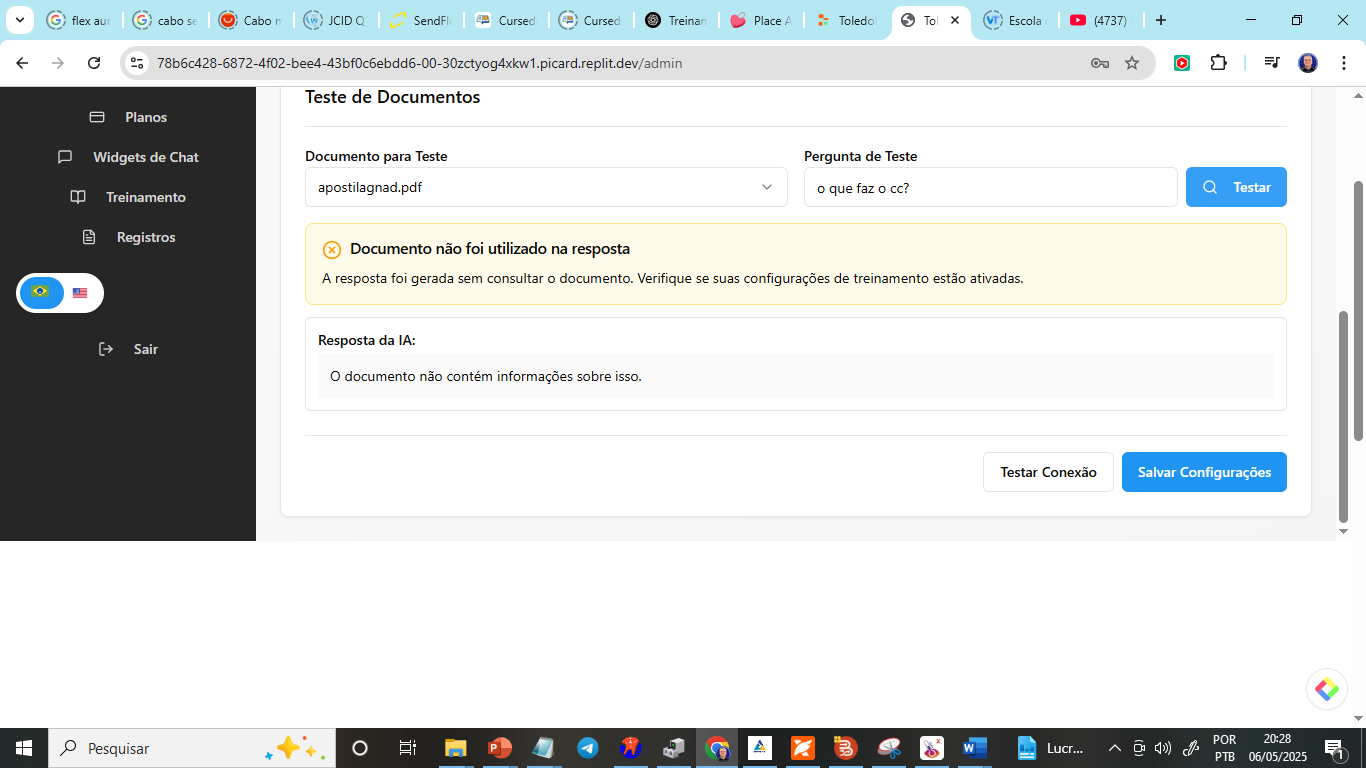 flex aur
cabo se
Cabo n
JCID Q
SendFl
Cursed
Cursed
Treinam
Place A
Toledo
Tol
Escola
(4737)
78b6c428-6872-4f02-bee4-43bf0c6ebdd6-00-30zctyog4xkw1.picard.replit.dev/admin
Planos
Widgets de Chat
Treinamento
Registros
Sair
Teste de Documentos
Documento para Teste
Pergunta de Teste
apostilagnad.pdf
o que faz o cc?
Testar
Documento não foi utilizado na resposta
A resposta foi gerada sem consultar o documento. Verifique se suas configurações de treinamento estão ativadas.
Resposta da IA:
O documento não contém informações sobre isso.
Testar Conexão
Salvar Configurações
Pesquisar
Lucr...
POR
PTB
20:28
06/05/2025
1